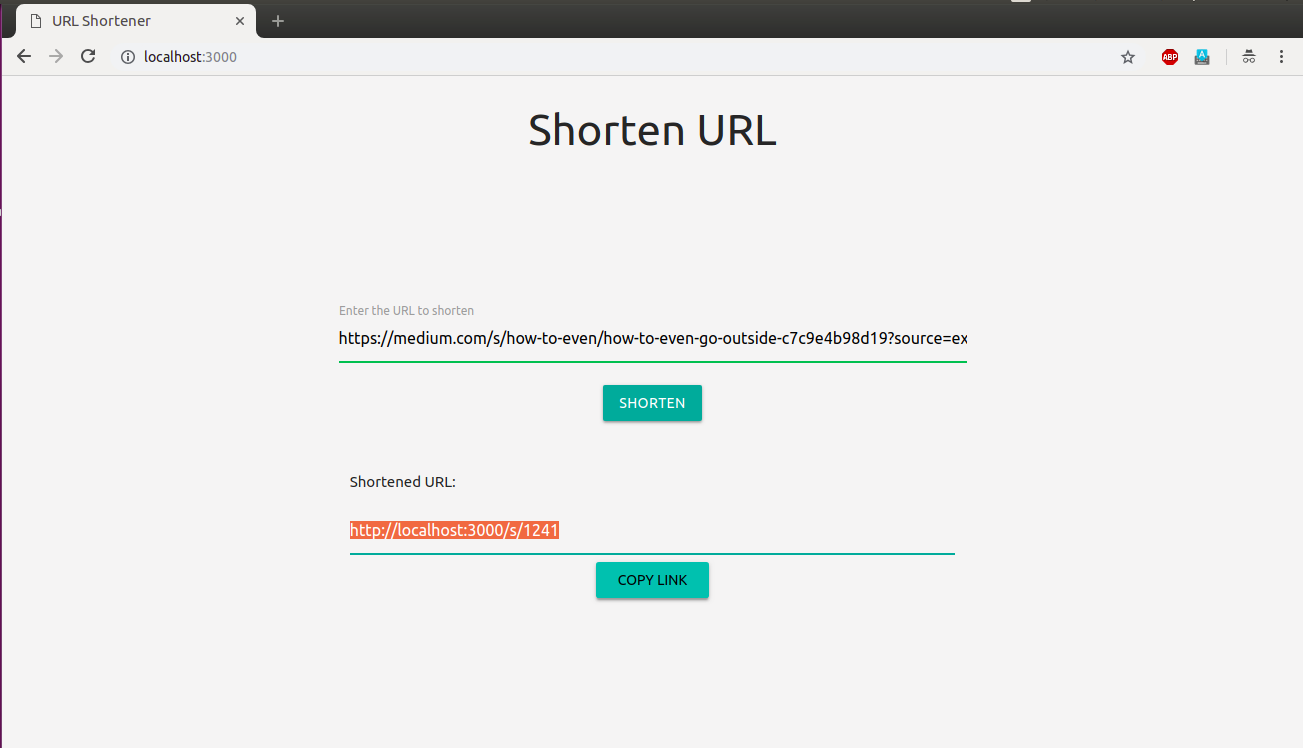 URL Shortener
localhost:3000
ABP
A
Shorten URL
Enter the URL to shorten
https://medium.com/s/how-to-even/how-to-even-go-outside-c7c9e4b98d19?source=ex
SHORTEN
Shortened URL:
http://localhost:3000/s/1241
COPY LINK